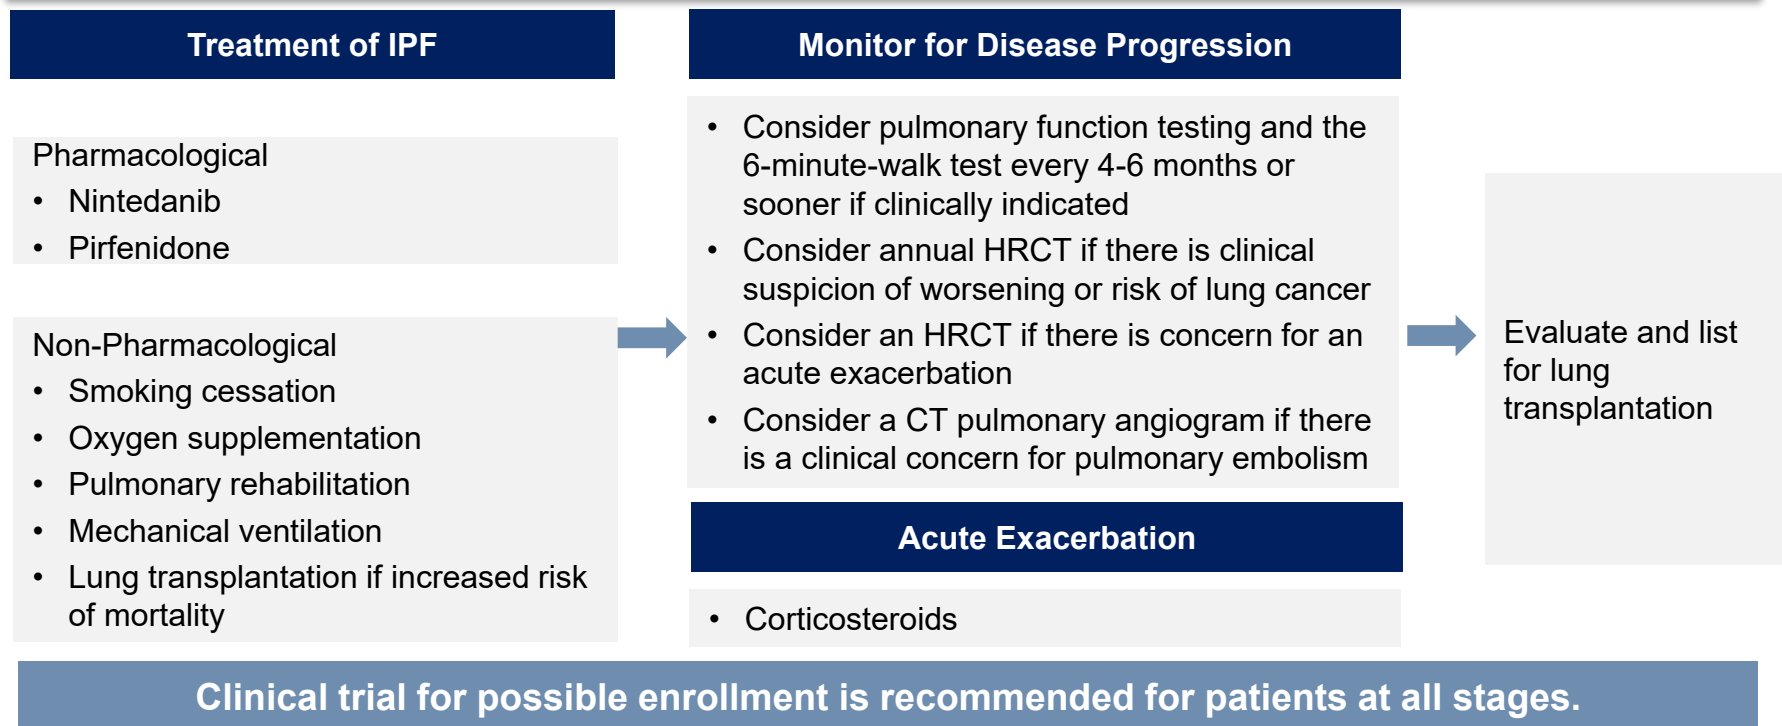 Treatment of IPF
Pharmacological
• Nintedanib
• Pirfenidone
Non-Pharmacological
• Smoking cessation
• Oxygen supplementation
• Pulmonary rehabilitation
• Mechanical ventilation
• Lung transplantation if increased risk
of mortality
Monitor for Disease Progression
• Consider pulmonary function testing and the
6-minute-walk test every 4-6 months or
sooner if clinically indicated
• Consider annual HRCT if there is clinical
suspicion of worsening or risk of lung cancer
• Consider an HRCT if there is concern for an
acute exacerbation
• Consider a CT pulmonary angiogram if there
is a clinical concern for pulmonary embolism
Acute Exacerbation
• Corticosteroids
Evaluate and list
for lung
transplantation
Clinical trial for possible enrollment is recommended for patients at all stages.